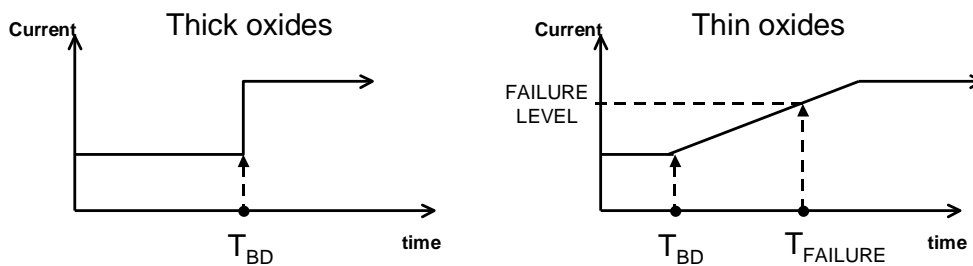 Thick oxides
Current
T_BD
time
Thin oxides
Current
FAILURE
LEVEL
T_BD
T_FAILURE
time